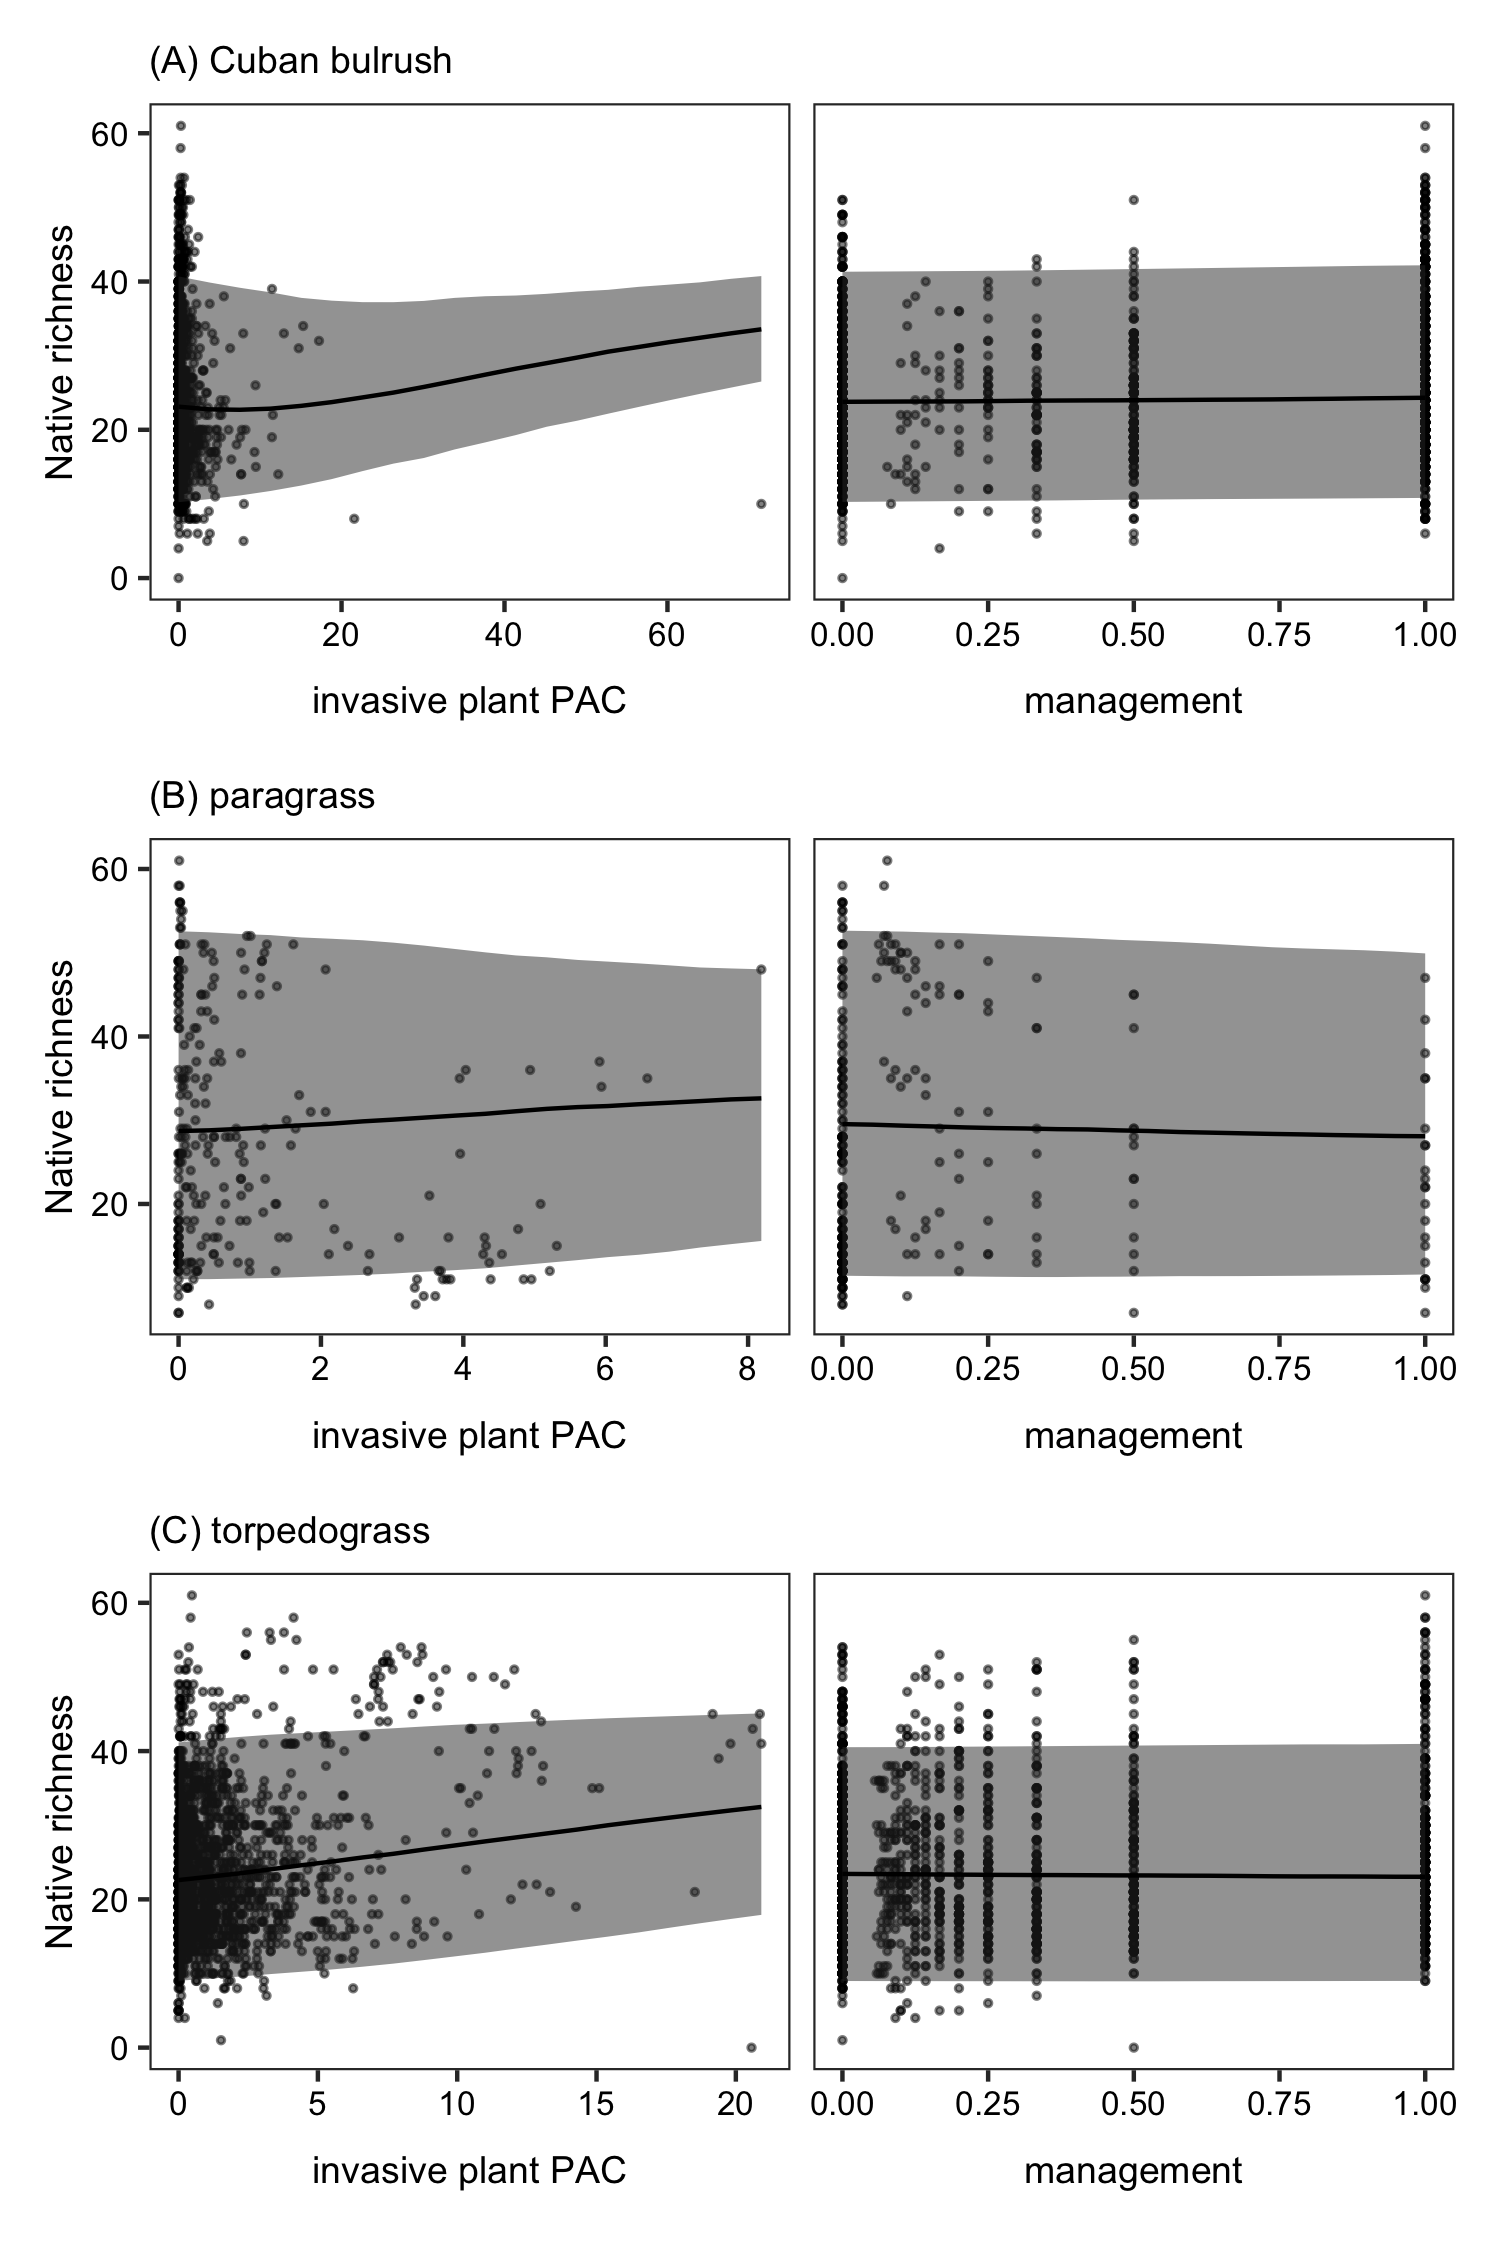 (A) Cuban bulrush
Native richness
60
40
20
0
0 20 40 60
0.00 0.25 0.50 0.75 1.00
invasive plant PAC
management
(B) paragrass
Native richness
60
40
20
0 2 4 6 8
0.00 0.25 0.50 0.75 1.00
invasive plant PAC
management
(C) torpedograss
Native richness
60
40
20
0
0 5 10 15 20
0.00 0.25 0.50 0.75 1.00
invasive plant PAC
management